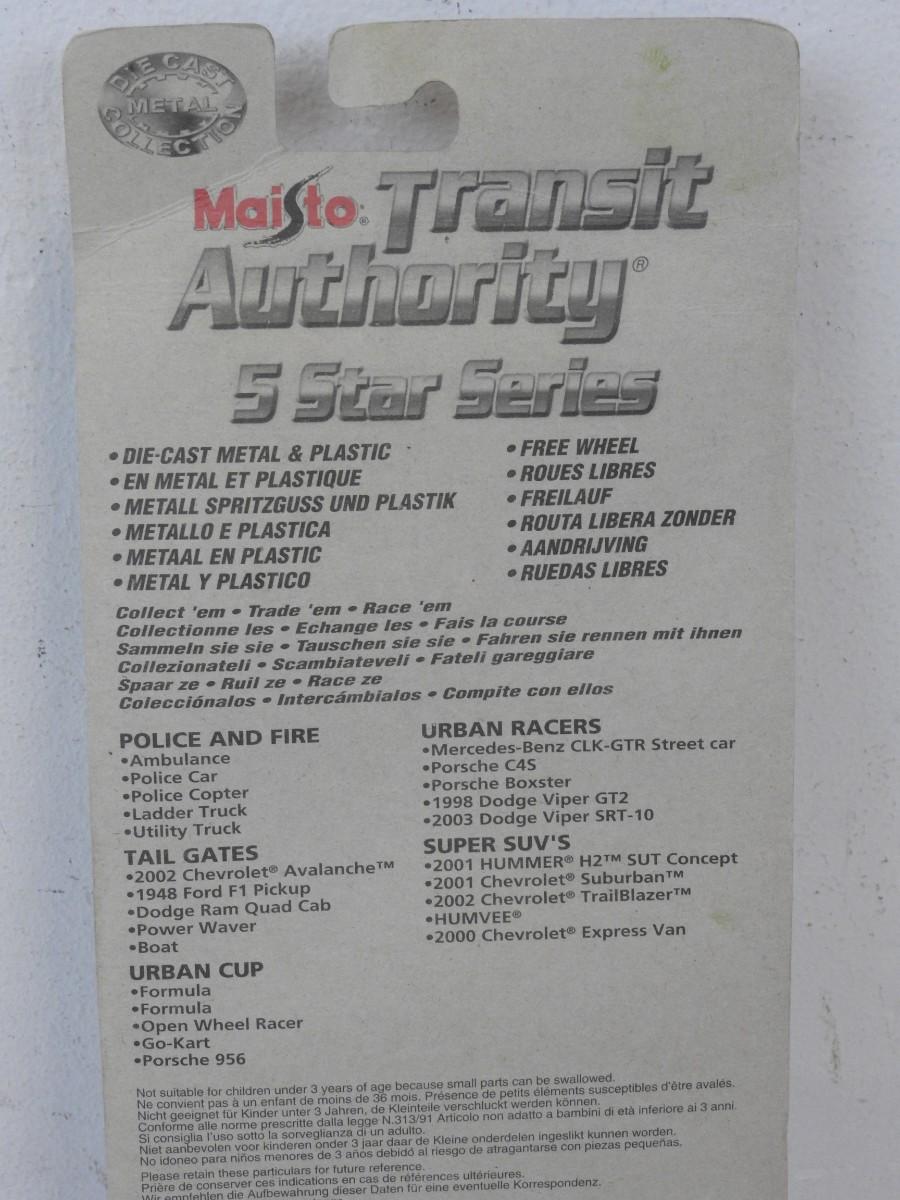 DIE CAST
METAL
COLLECTION
Maisto® Transit
Authority®
5 Star Series
•DIE-CAST METAL & PLASTIC
•EN METAL ET PLASTIQUE
•METALL SPRITZGUSS UND PLASTIK
•METALLO E PLASTICA
•METAAL EN PLASTIC
•METAL Y PLASTICO
•FREE WHEEL
•ROUES LIBRES
•FREILAUF
•ROUTA LIBERA ZONDER
•AANDRIJVING
•RUEDAS LIBRES
Collect 'em • Trade 'em • Race 'em
Collectionne les • Echange les • Fais la course
Sammeln sie sie • Tauschen sie sie • Fahren sie rennen mit ihnen
Collezionateli • Scambiateveli • Fateli gareggiare
Spaar ze • Ruil ze • Race ze
Colecciónalos • Intercámbialos • Compite con ellos
POLICE AND FIRE
•Ambulance
•Police Car
•Police Copter
•Ladder Truck
•Utility Truck
TAIL GATES
•2002 Chevrolet® Avalanche™
•1948 Ford F1 Pickup
•Dodge Ram Quad Cab
•Power Waver
•Boat
URBAN CUP
•Formula
•Formula
•Open Wheel Racer
•Go-Kart
•Porsche 956
URBAN RACERS
•Mercedes-Benz CLK-GTR Street car
•Porsche C4S
•Porsche Boxster
•1998 Dodge Viper GT2
•2003 Dodge Viper SRT-10
SUPER SUV'S
•2001 HUMMER® H2™ SUT Concept
•2001 Chevrolet® Suburban™
•2002 Chevrolet® TrailBlazer™
•HUMVEE®
•2000 Chevrolet® Express Van
Not suitable for children under 3 years of age because small parts can be swallowed.
Ne convient pas à un enfant de moins de 36 mois. Présence de petits éléments susceptibles d'être avalés.
Nicht geeignet für Kinder unter 3 Jahren, de Kleinteile verschluckt werden können.
Conforme alle norme prescritte dalla legge N.313/91 Articolo non adatto a bambini di età inferiore ai 3 anni.
Si consiglia l'uso sotto la sorveglianza di un adulto.
Niet aanbevolen voor kinderen onder 3 jaar daar de Kleine onderdelen ingeslikt kunnen worden.
No idoneo para niños menores de 3 años debidó al riesgo de atragantarse con piezas pequeñas.
Please retain these particulars for future reference.
Prière de conserver ces indications en cas de références ultérieures.
Wir empfehlen die Aufbewahrung dieser Daten für eine eventuelle Korrespondenz.